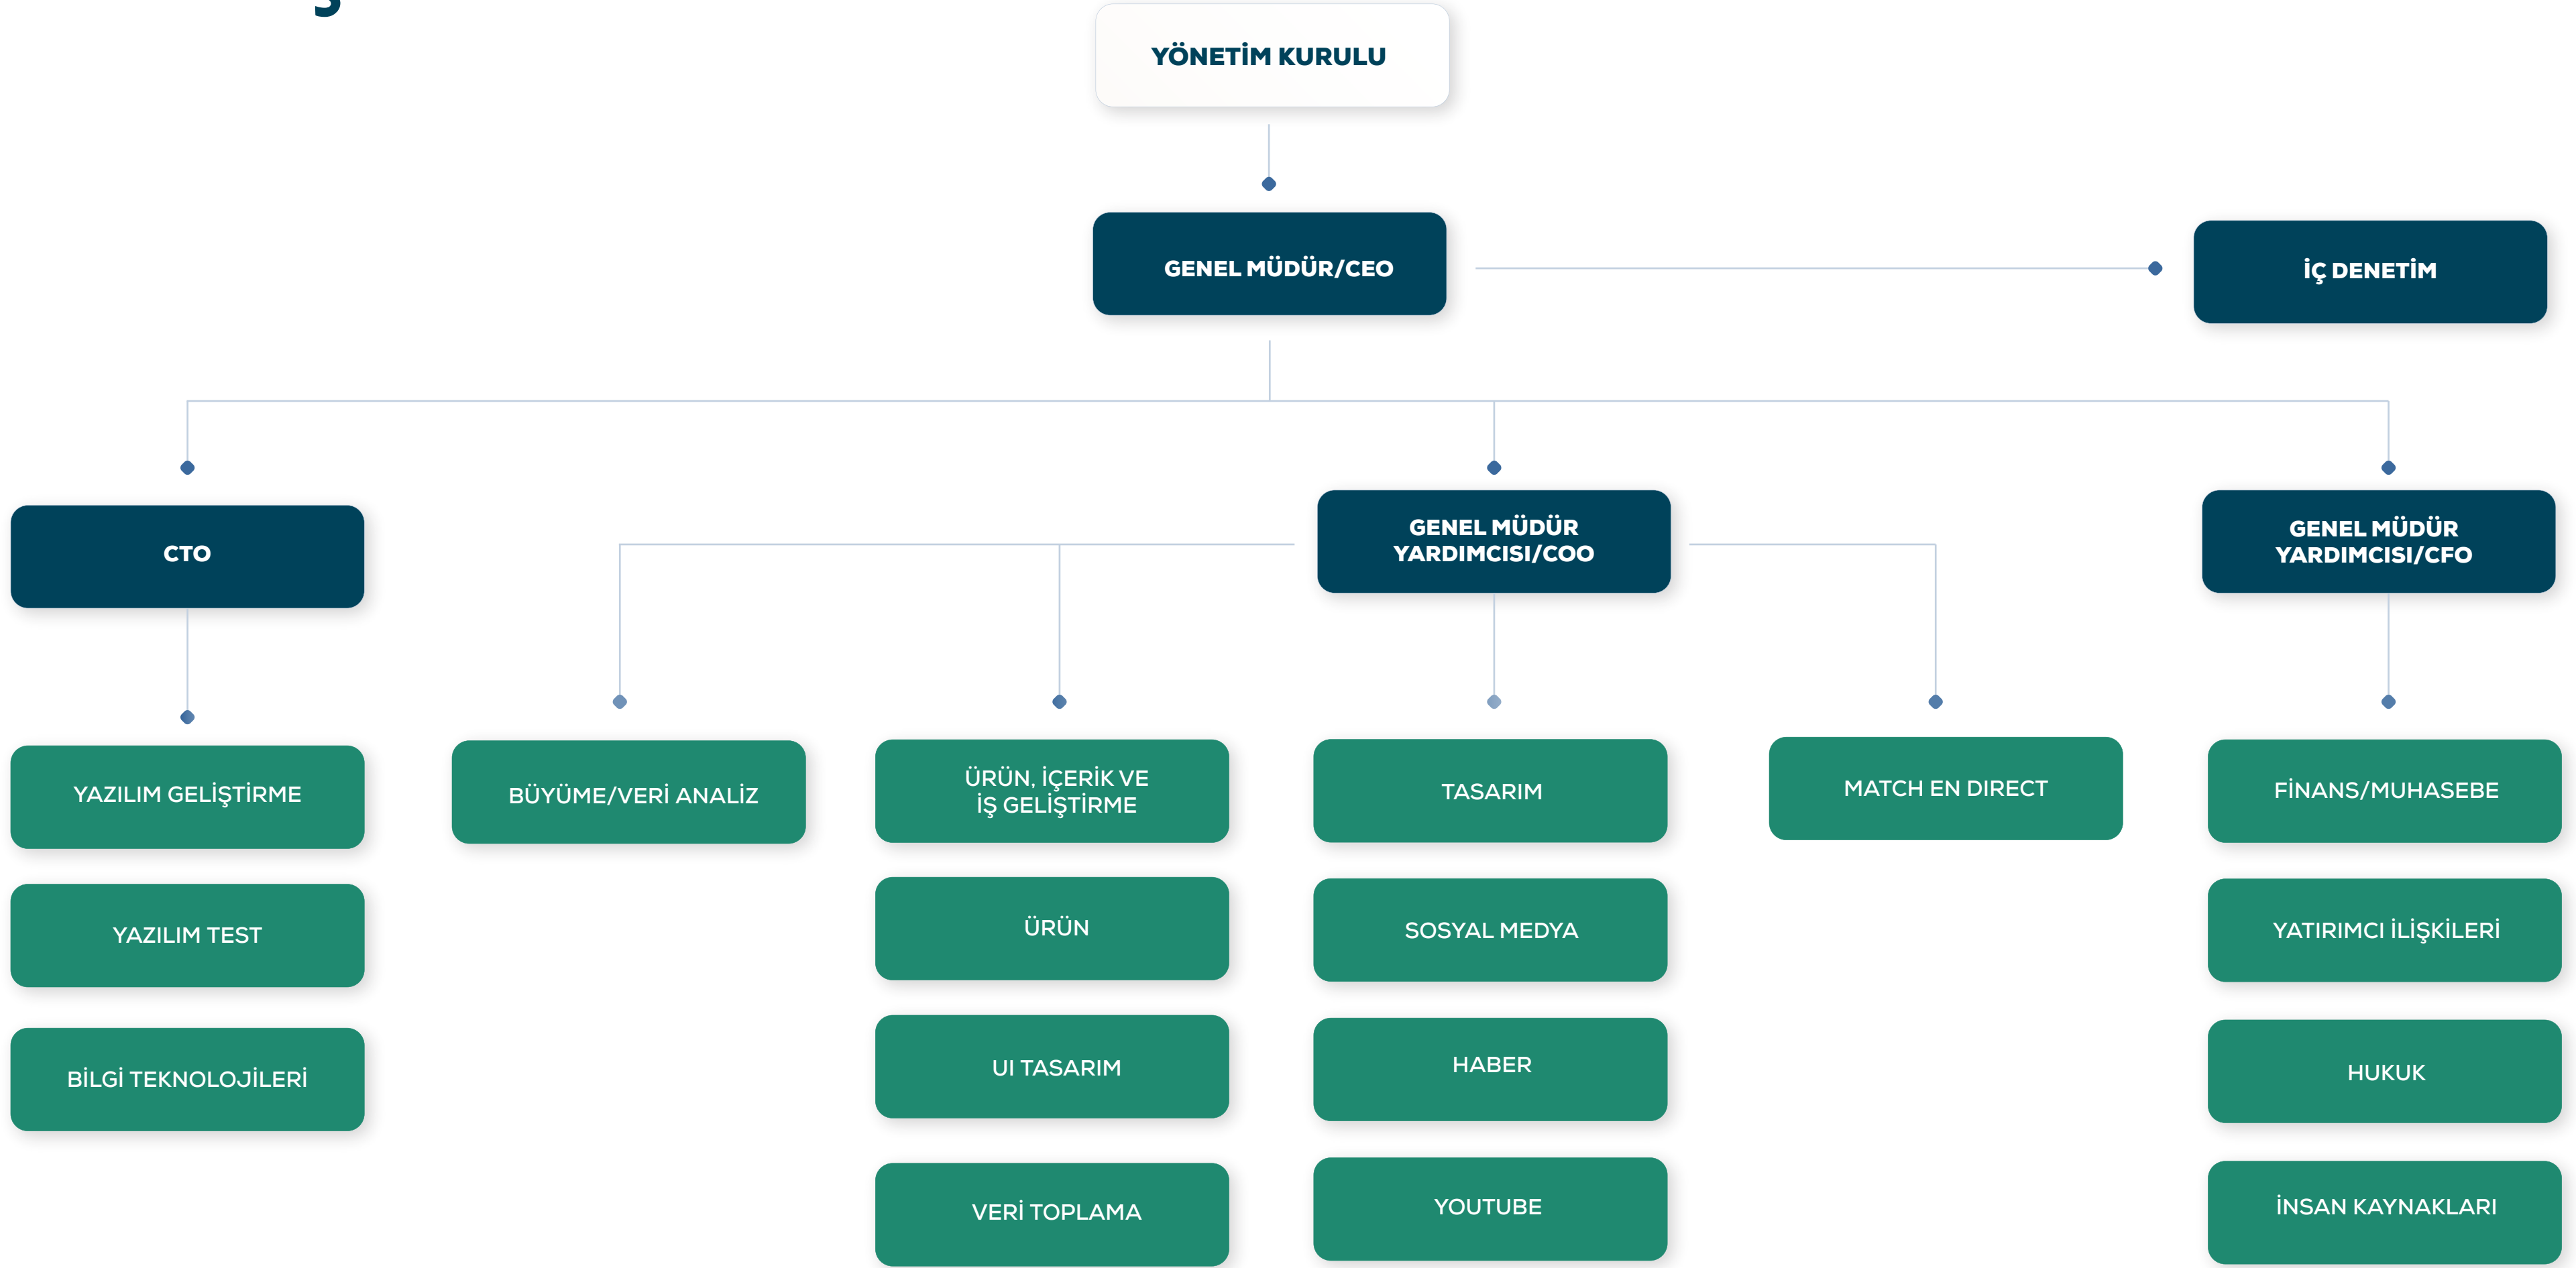 YÖNETİM KURULU
GENEL MÜDÜR/CEO
İÇ DENETİM
CTO
GENEL MÜDÜR
YARDIMCISI/COO
GENEL MÜDÜR
YARDIMCISI/CFO
YAZILIM GELİŞTİRME
YAZILIM TEST
BİLGİ TEKNOLOJİLERİ
BÜYÜME/VERİ ANALİZ
ÜRÜN, İÇERİK VE
İŞ GELİŞTİRME
ÜRÜN
UI TASARIM
VERİ TOPLAMA
TASARIM
SOSYAL MEDYA
HABER
YOUTUBE
MATCH EN DIRECT
FİNANS/MUHASEBE
YATIRIMCI İLİŞKİLERİ
HUKUK
İNSAN KAYNAKLARI